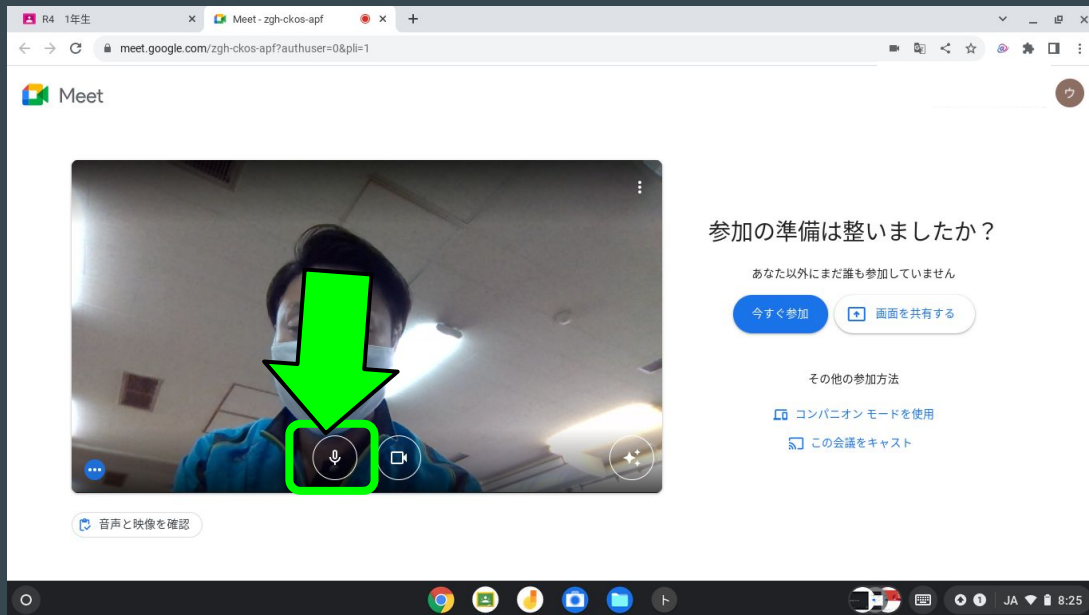 R4 1年生
Meet - zgh-ckos-apf
meet.google.com/zgh-ckos-apf?authuser=0&pli=1
Meet
ウ
参加の準備は整いましたか？
あなた以外にまだ誰も参加していません
今すぐ参加
画面を共有する
その他の参加方法
コンパニオン モードを使用
この会議をキャスト
音声と映像を確認
ト
1
JA
8:25